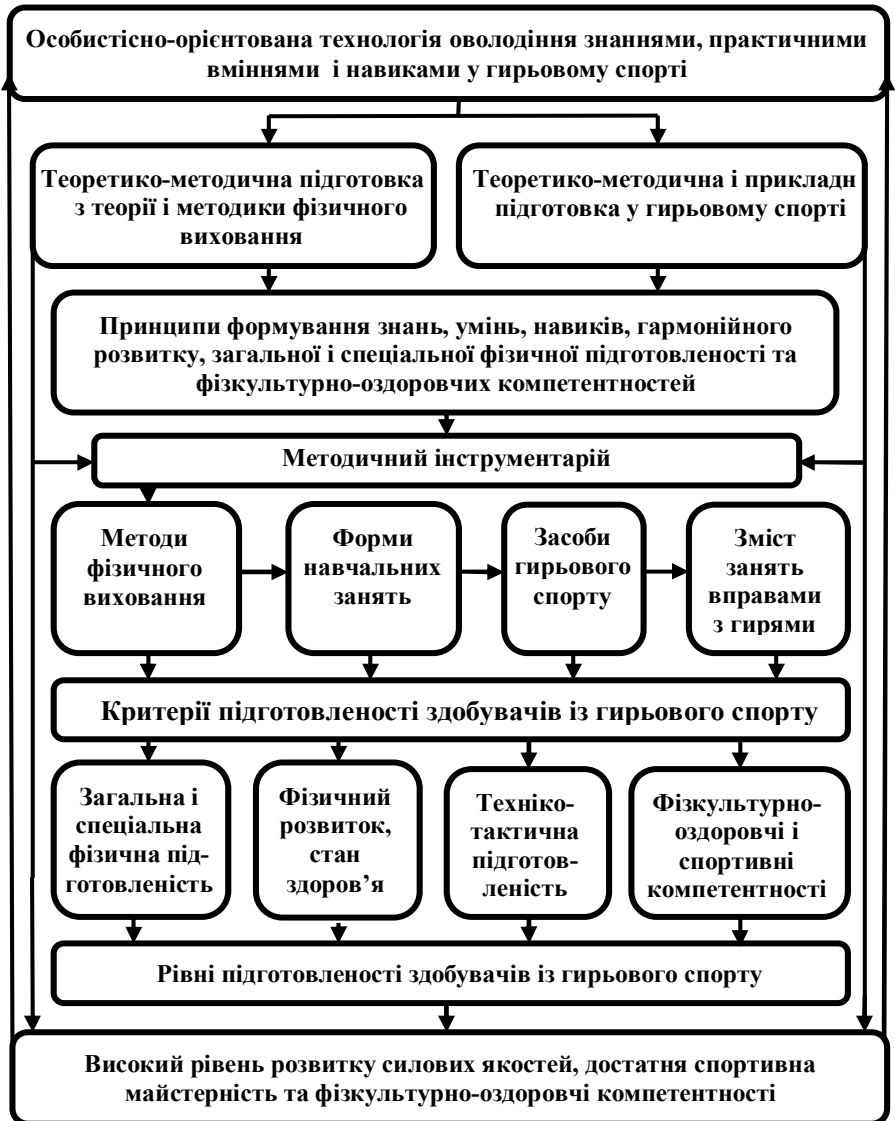 Особистісно-орієнтована технологія оволодіння знаннями, практичними
вміннями і навиками у гирьовому спорті
Теоретико-методична підготовка
з теорії і методики фізичного
виховання
Теоретико-методична і прикладн
підготовка у гирьовому спорті
Принципи формування знань, умінь, навиків, гармонійного
розвитку, загальної і спеціальної фізичної підготовленості та
фізкультурно-оздоровчих компетентностей
Методичний інструментарій
Методи
фізичного
виховання
Форми
навчальних
занять
Засоби
гирьового
спорту
Зміст
занять
вправами
з гирями
Критерії підготовленості здобувачів із гирьового спорту
Загальна і
спеціальна
фізична під-
готовленість
Фізичний
розвиток,
стан
здоров’я
Техніко-
тактична
підготов-
леність
Фізкультурно-
оздоровчі і
спортивні
компетентності
Рівні підготовленості здобувачів із гирьового спорту
Високий рівень розвитку силових якостей, достатня спортивна
майстерність та фізкультурно-оздоровчі компетентності